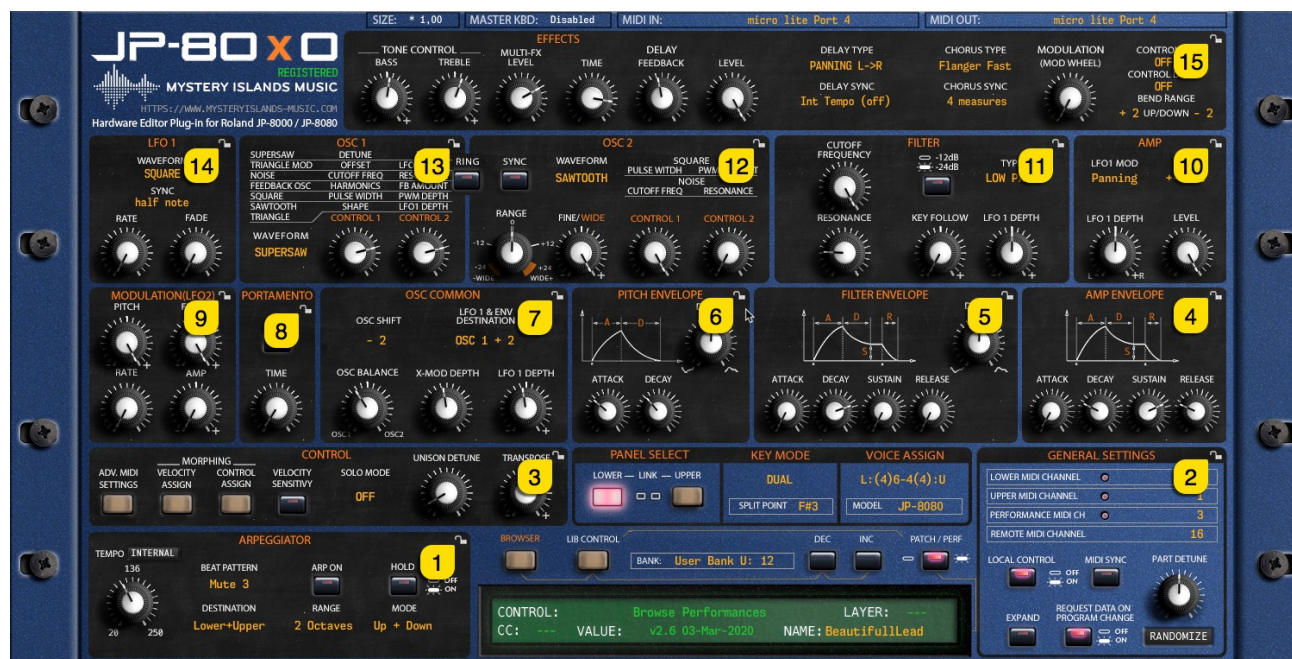 SIZE: * 1,00 MASTER KBD: Disabled MIDI IN: micro lite Port 4 MIDI OUT: micro lite Port 4
JP-80X0
REGISTERED
MYSTERY ISLANDS MUSIC
HTTPS://WWW.MYSTERYISLANDS-MUSIC.COM
Hardware Editor Plug-In for Roland JP-8000 / JP-8080
EFFECTS
TONE CONTROL
BASS TREBLE
MULTI-FX LEVEL
TIME
DELAY FEEDBACK
LEVEL
DELAY TYPE
PANNING L->R
DELAY SYNC
Int Tempo (off)
CHORUS TYPE
Flanger Fast
CHORUS SYNC
4 measures
MODULATION
(MOD WHEEL)
15
OFF
CONTROL
OFF
BEND RANGE
+ 2 UP/DOWN - 2
LFO 1
14
SQUARE
SYNC
half note
RATE FADE
OSC 1
13
SUPERSAW DETUNE
TRIANGLE MOD OFFSET
NOISE CUTOFF FREQ
FEEDBACK OSC HARMONICS FB AMOUNT
SQUARE PULSE WIDTH PWM DEPTH
SAWTOOTH SHAPE LFO1 DEPTH
TRIANGLE CONTROL 1 CONTROL 2
WAVEFORM
SUPERSAW
RING SYNC
OSC 2
12
WAVEFORM
SAWTOOTH
SQUARE
PULSE WITDH
NOISE
CUTOFF FREQ RESONANCE
RANGE
0
-12 +12
-24 +24
-WIDE WIDE+
FINE/WIDE
CONTROL 1 CONTROL 2
FILTER
11
CUTOFF FREQUENCY
-12dB
-24dB
RESONANCE KEY FOLLOW LFO 1 DEPTH
AMP
10
LFO1 MOD
Panning
LFO 1 DEPTH LEVEL
L R
MODULATION(LFO2)
9
PITCH
RATE AMP
PORTAMENTO
8
TIME
OSC COMMON
7
OSC SHIFT
- 2
LFO 1 & ENV DESTINATION
OSC 1 + 2
OSC BALANCE X-MOD DEPTH LFO 1 DEPTH
OSC1 OSC2
PITCH ENVELOPE
6
A D
ATTACK DECAY
FILTER ENVELOPE
5
A D R
S
ATTACK DECAY SUSTAIN RELEASE
AMP ENVELOPE
4
A D R
S
ATTACK DECAY SUSTAIN RELEASE
CONTROL
3
ADV. MIDI SETTINGS
MORPHING
VELOCITY ASSIGN
CONTROL ASSIGN
VELOCITY SENSITIVY
SOLO MODE
OFF
UNISON DETUNE
TRANSPOSE
PANEL SELECT
LOWER — LINK — UPPER
KEY MODE
DUAL
SPLIT POINT F#3
VOICE ASSIGN
L:(4)6-4(4):U
MODEL JP-8080
GENERAL SETTINGS
2
LOWER MIDI CHANNEL
UPPER MIDI CHANNEL 1
PERFORMANCE MIDI CH 3
REMOTE MIDI CHANNEL 16
LOCAL CONTROL
OFF
ON
MIDI SYNC
PART DETUNE
EXPAND
REQUEST DATA ON PROGRAM CHANGE
OFF
ON
RANDOMIZE
ARPEGGIATOR
1
TEMPO INTERNAL
136
20 250
BEAT PATTERN
Mute 3
DESTINATION
Lower+Upper
ARP ON
RANGE
2 Octaves
HOLD
OFF
ON
MODE
Up + Down
BROWSER
LIB CONTROL
BANK: User Bank U: 12
DEC INC
PATCH / PERF
CONTROL: Browse Performances LAYER: ---
CC: --- VALUE: v2.6 03-Mar-2020 NAME: BeautifullLead